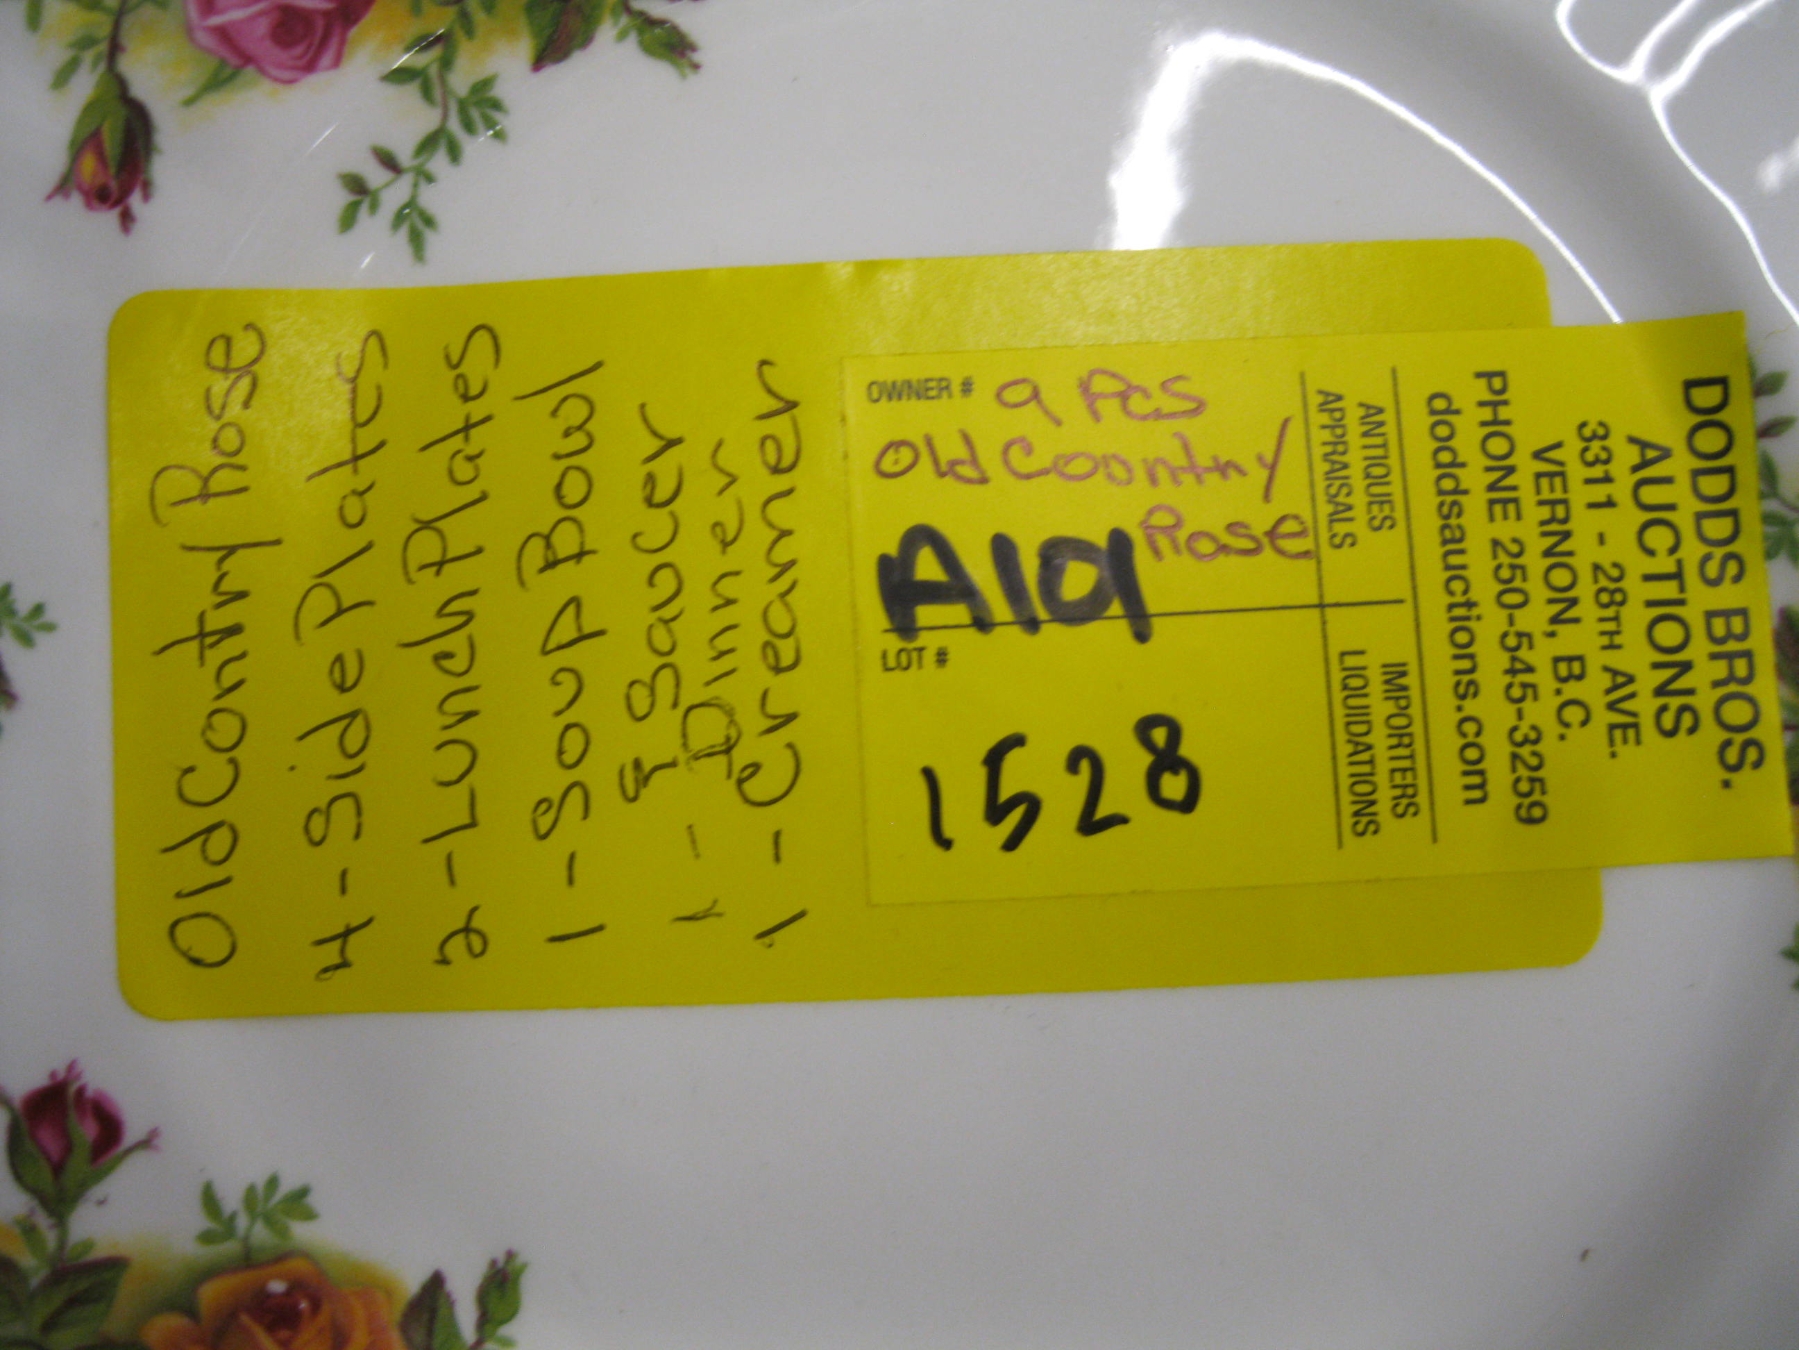 Old Contry Rose
4 - Side Plates
2 - Lunch Plates
1 - Soup Bowl
& Saucer
1 - Dinner
1 - Creamer
DODDS BROS.
AUCTIONS
3311 - 28TH AVE.
VERNON, B.C.
PHONE 250-545-3259
doddsauctions.com
ANTIQUES
APPRAISALS
IMPORTERS
LIQUIDATIONS
OWNER # 9 Pcs
Old Country
Rose
A19
LOT #
1528